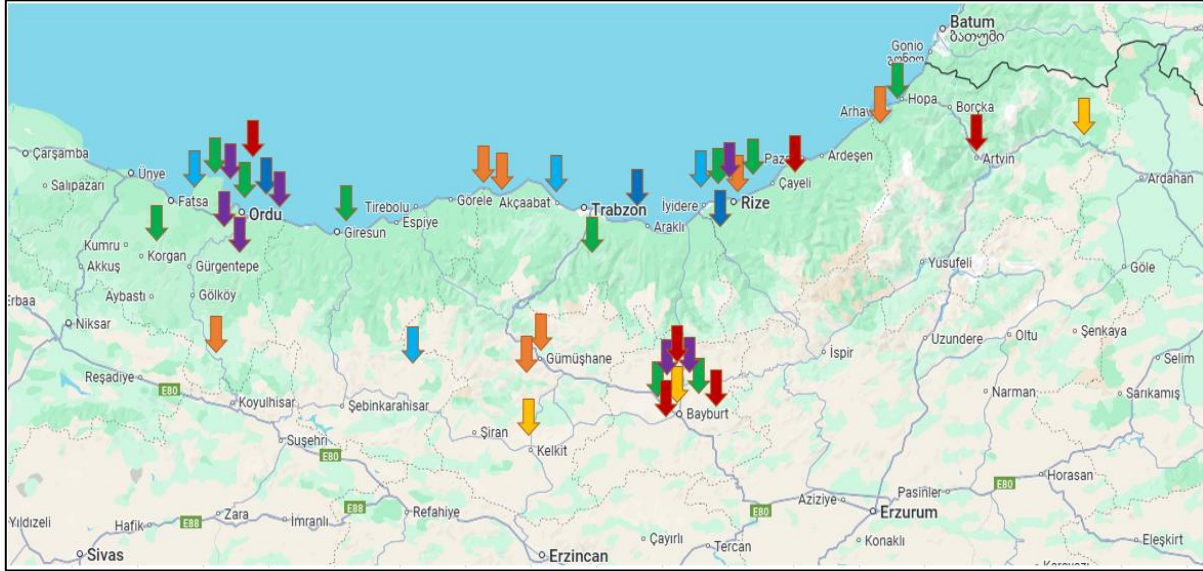 Batum
ბათუმი
Gonio
გონიო
Hopa
Borçka
Arhav
Artvin
Ardahan
Çarşamba
Ünye
Salıpazarı
Fatsa
Ordu
Giresun
Tirebolu
Espiye
Görele
Akçaabat
Trabzon
Araklı
İyidere
Rize
Paza
Çayeli
Ardeşen
Kumru
Korgan
Akkuş
Gürgentepe
Aybastı
Gölköy
Erbaa
Niksar
Yusufeli
Göle
Gümüşhane
İspir
Uzundere
Oltu
Şenkaya
Selim
Reşadiye
E80
Koyulhisar
Şebinkarahisar
Bayburt
Narman
Sarıkamış
Şiran
Kelkit
Suşehri
E80
Horasan
Yıldızeli
Hafik
E88
Zara
İmranlı
E88
Refahiye
E80
Aziziye
Pasinler
E80
Erzurum
Sivas
Erzincan
Çayırlı
Tercan
Konaklı
Eleşkirt